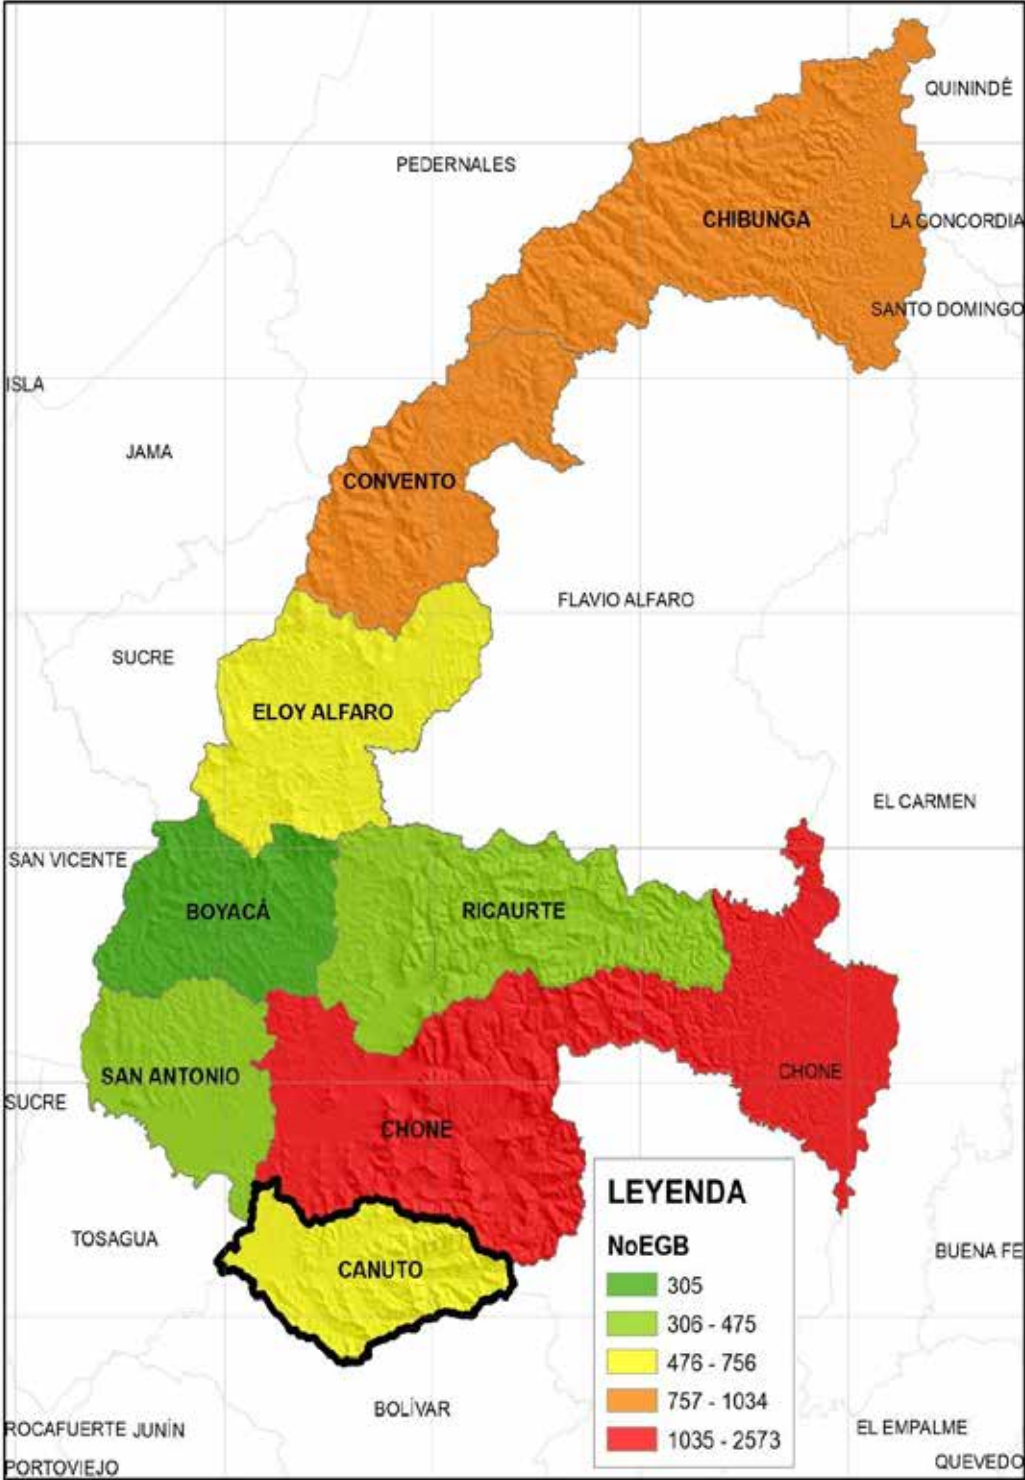 QUININDÉ
PEDERNALES
CHIBUNGA
LA CONCORDIA
SANTO DOMINGO
ISLA
JAMA
CONVENTO
FLAVIO ALFARO
SUCRE
ELOY ALFARO
EL CARMEN
SAN VICENTE
BOYACÁ
RICAURTE
SAN ANTONIO
CHONE
SUCRE
CHONE
LEYENDA
TOSAGUA
NoEGB
BUENA FE
CANUTO
305
306 - 475
476 - 756
757 - 1034
BOLÍVAR
ROCAFUERTE JUNÍN
EL EMPALME
1035 - 2573
PORTOVIEJO
QUEVEDO